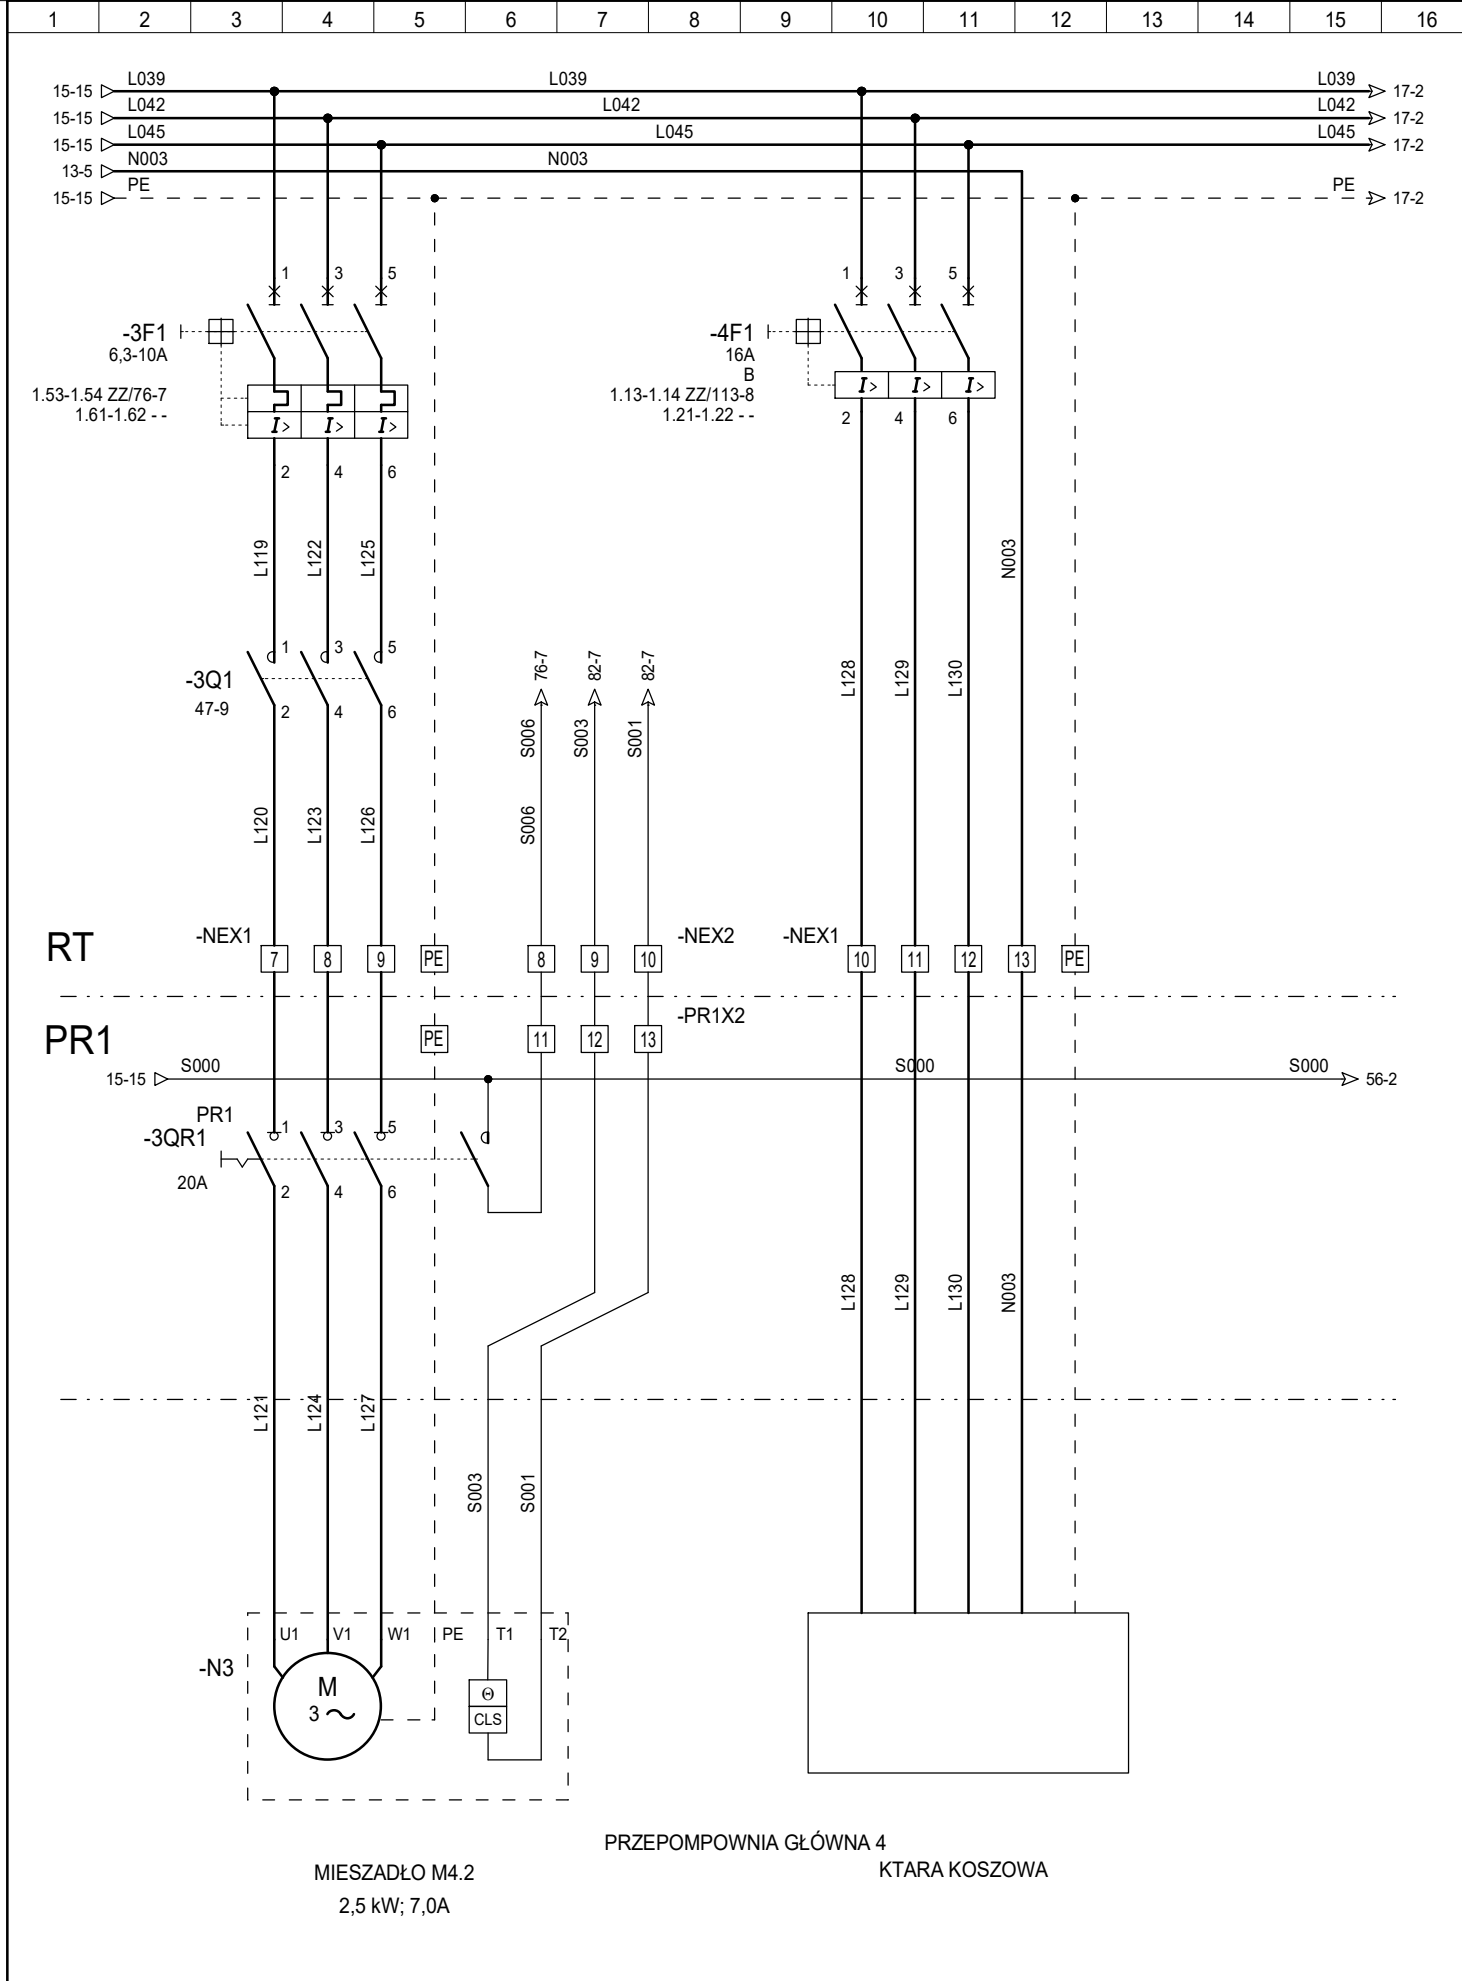 1 2 3 4 5 6 7 8 9 10 11 12 13 14 15 16
15-15 L039 L039 L039 17-2
15-15 L042 L042 L042 17-2
15-15 L045 L045 L045 17-2
13-5 N003 N003
15-15 PE PE 17-2
1 3 5 1 3 5
-3F1 -4F1
6,3-10A 16A
B
1.53-1.54 ZZ/76-7 1.13-1.14 ZZ/113-8
1.61-1.62 - - 1.21-1.22 - -
I> I> I> I> I> I>
2 4 6 2 4 6
L119 L122 L125 N003
1 3 5
-3Q1
47-9
2 4 6
76-7 82-7 82-7
L128 L129 L130
S006 S003 S001
L120 L123 L126 S006
RT
-NEX1 -NEX2 -NEX1
7 8 9 PE 8 9 10 10 11 12 13 PE
PR1
-PR1X2
PE 11 12 13
15-15 S000 S000 S000 56-2
PR1
-3QR1
20A
1 3 5
2 4 6
L128 L129 L130 N003
L121 L124 L127
S003 S001
U1 V1 W1 PE T1 T2
-N3
M
3
Θ
CLS
PRZEPOMPOWNIA GŁÓWNA 4
MIESZADŁO M4.2 KTARA KOSZOWA
2,5 kW; 7,0A